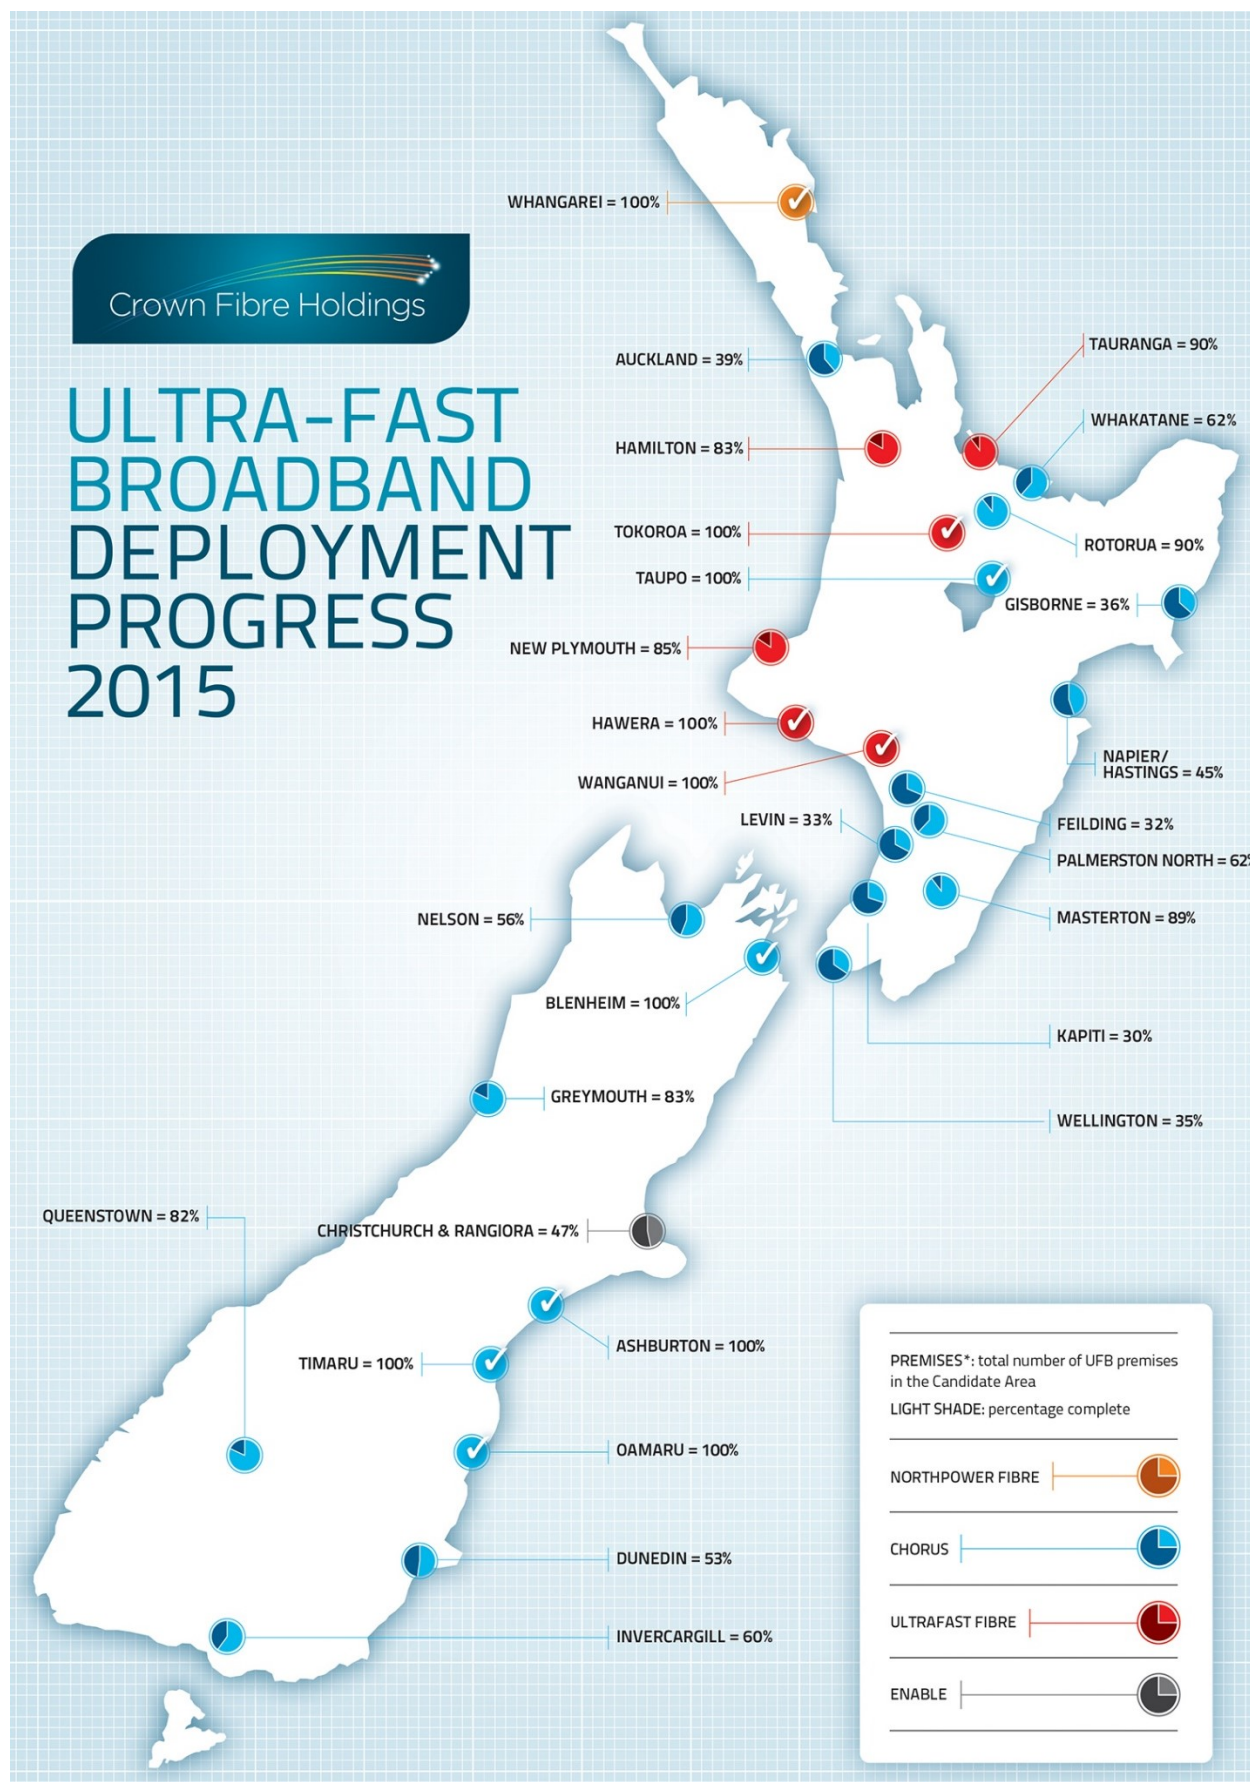 WHANGAREI = 100%
Crown Fibre Holdings
ULTRA-FAST
BROADBAND
DEPLOYMENT
PROGRESS
2015
TAURANGA = 90%
AUCKLAND = 39%
WHAKATANE = 62%
HAMILTON = 83%
TOKOROA = 100%
ROTORUA = 90%
TAUPO = 100%
GISBORNE = 36%
NEW PLYMOUTH = 85%
HAWERA = 100%
NAPIER/
HASTINGS = 45%
WANGANUI = 100%
LEVIN = 33%
FEILDING = 32%
PALMERSTON NORTH = 62%
NELSON = 56%
MASTERTON = 89%
BLENHEIM = 100%
KAPITI = 30%
GREYMOUTH = 83%
WELLINGTON = 35%
QUEENSTOWN = 82%
CHRISTCHURCH & RANGIORA = 47%
ASHBURTON = 100%
TIMARU = 100%
OAMARU = 100%
DUNEDIN = 53%
INVERCARGILL = 60%
PREMISES*: total number of UFB premises
in the Candidate Area
LIGHT SHADE: percentage complete
NORTHPOWER FIBRE
CHORUS
ULTRAFAST FIBRE
ENABLE